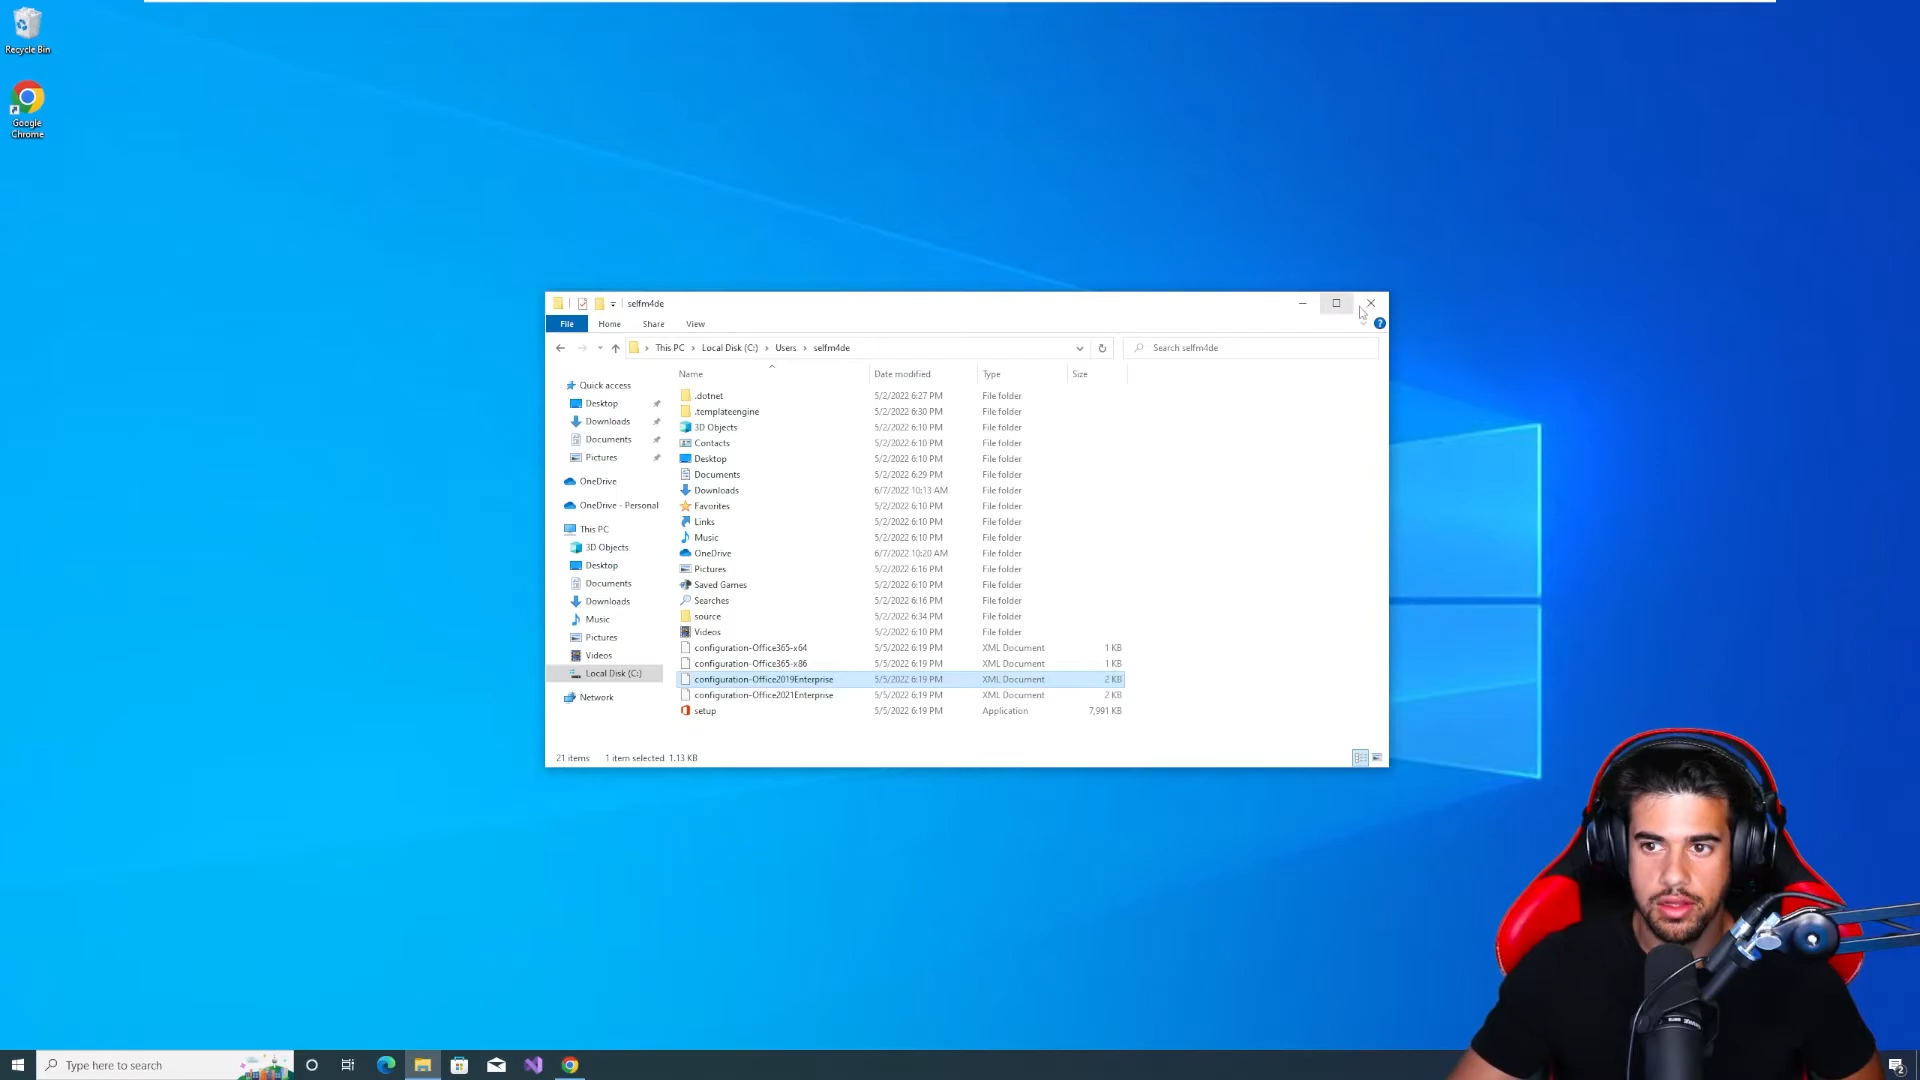 Recycle Bin
Google
Chrome
selfm4de
File Home Share View
This PC Local Disk (C:) Users selfm4de
Search selfm4de
Name Date modified Type Size
Quick access
Desktop
Downloads
Documents
Pictures
OneDrive
OneDrive - Personal
This PC
3D Objects
Desktop
Documents
Downloads
Music
Pictures
Videos
Local Disk (C:)
Network
.dotnet 5/2/2022 6:27 PM File folder
.templateengine 5/2/2022 6:30 PM File folder
3D Objects 5/2/2022 6:10 PM File folder
Contacts 5/2/2022 6:10 PM File folder
Desktop 5/2/2022 6:10 PM File folder
Documents 5/2/2022 6:29 PM File folder
Downloads 6/7/2022 10:13 AM File folder
Favorites 5/2/2022 6:10 PM File folder
Links 5/2/2022 6:10 PM File folder
Music 5/2/2022 6:10 PM File folder
OneDrive 6/7/2022 10:20 AM File folder
Pictures 5/2/2022 6:16 PM File folder
Saved Games 5/2/2022 6:10 PM File folder
Searches 5/2/2022 6:16 PM File folder
source 5/2/2022 6:34 PM File folder
Videos 5/2/2022 6:10 PM File folder
configuration-Office365-x64 5/5/2022 6:19 PM XML Document 1 KB
configuration-Office365-x86 5/5/2022 6:19 PM XML Document 1 KB
configuration-Office2019Enterprise 5/5/2022 6:19 PM XML Document 2 KB
configuration-Office2021Enterprise 5/5/2022 6:19 PM XML Document 2 KB
setup 5/5/2022 6:19 PM Application 7,991 KB
21 items 1 item selected 1.13 KB
Type here to search
2